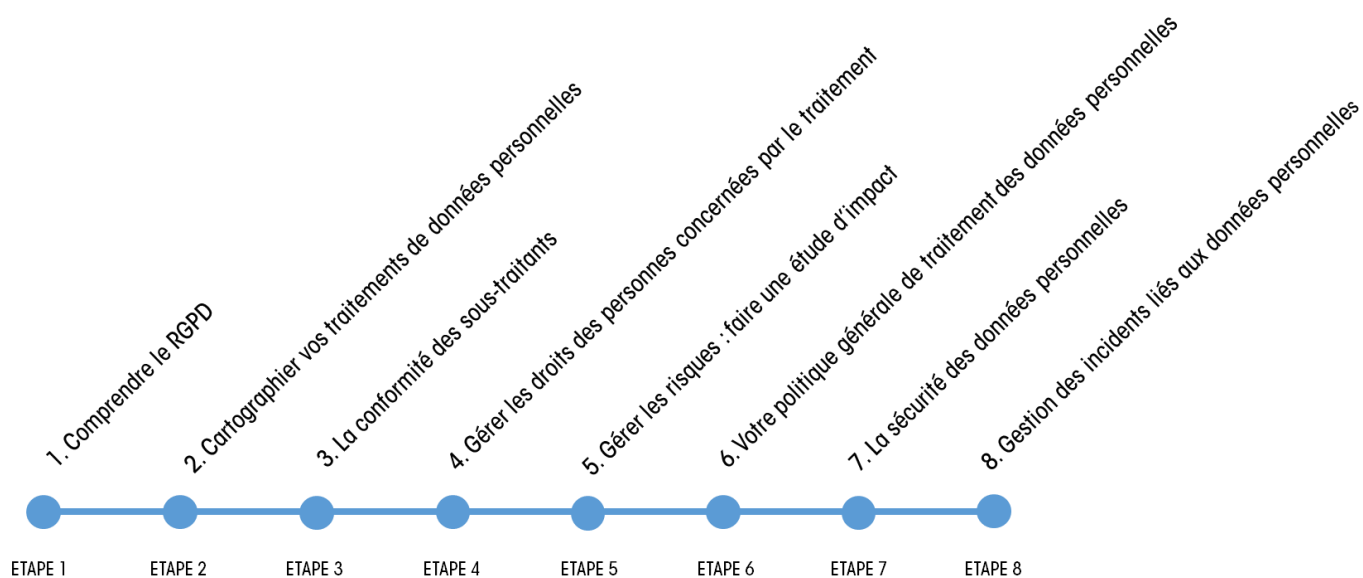 1. Comprendre le RGPD
2. Cartographier vos traitements de données personnelles
3. La conformité des sous-traitants
4. Gérer les droits des personnes concernées par le traitement
5. Gérer les risques : faire une étude d'impact
6.Votre politique générale de traitement des données personnelles
7. La sécurité des données personnelles
8. Gestion des incidents liés aux données personnelles
ETAPE 1
ETAPE 2
ETAPE 3
ETAPE 4
ETAPE 5
ETAPE 6
ETAPE 7
ETAPE 8